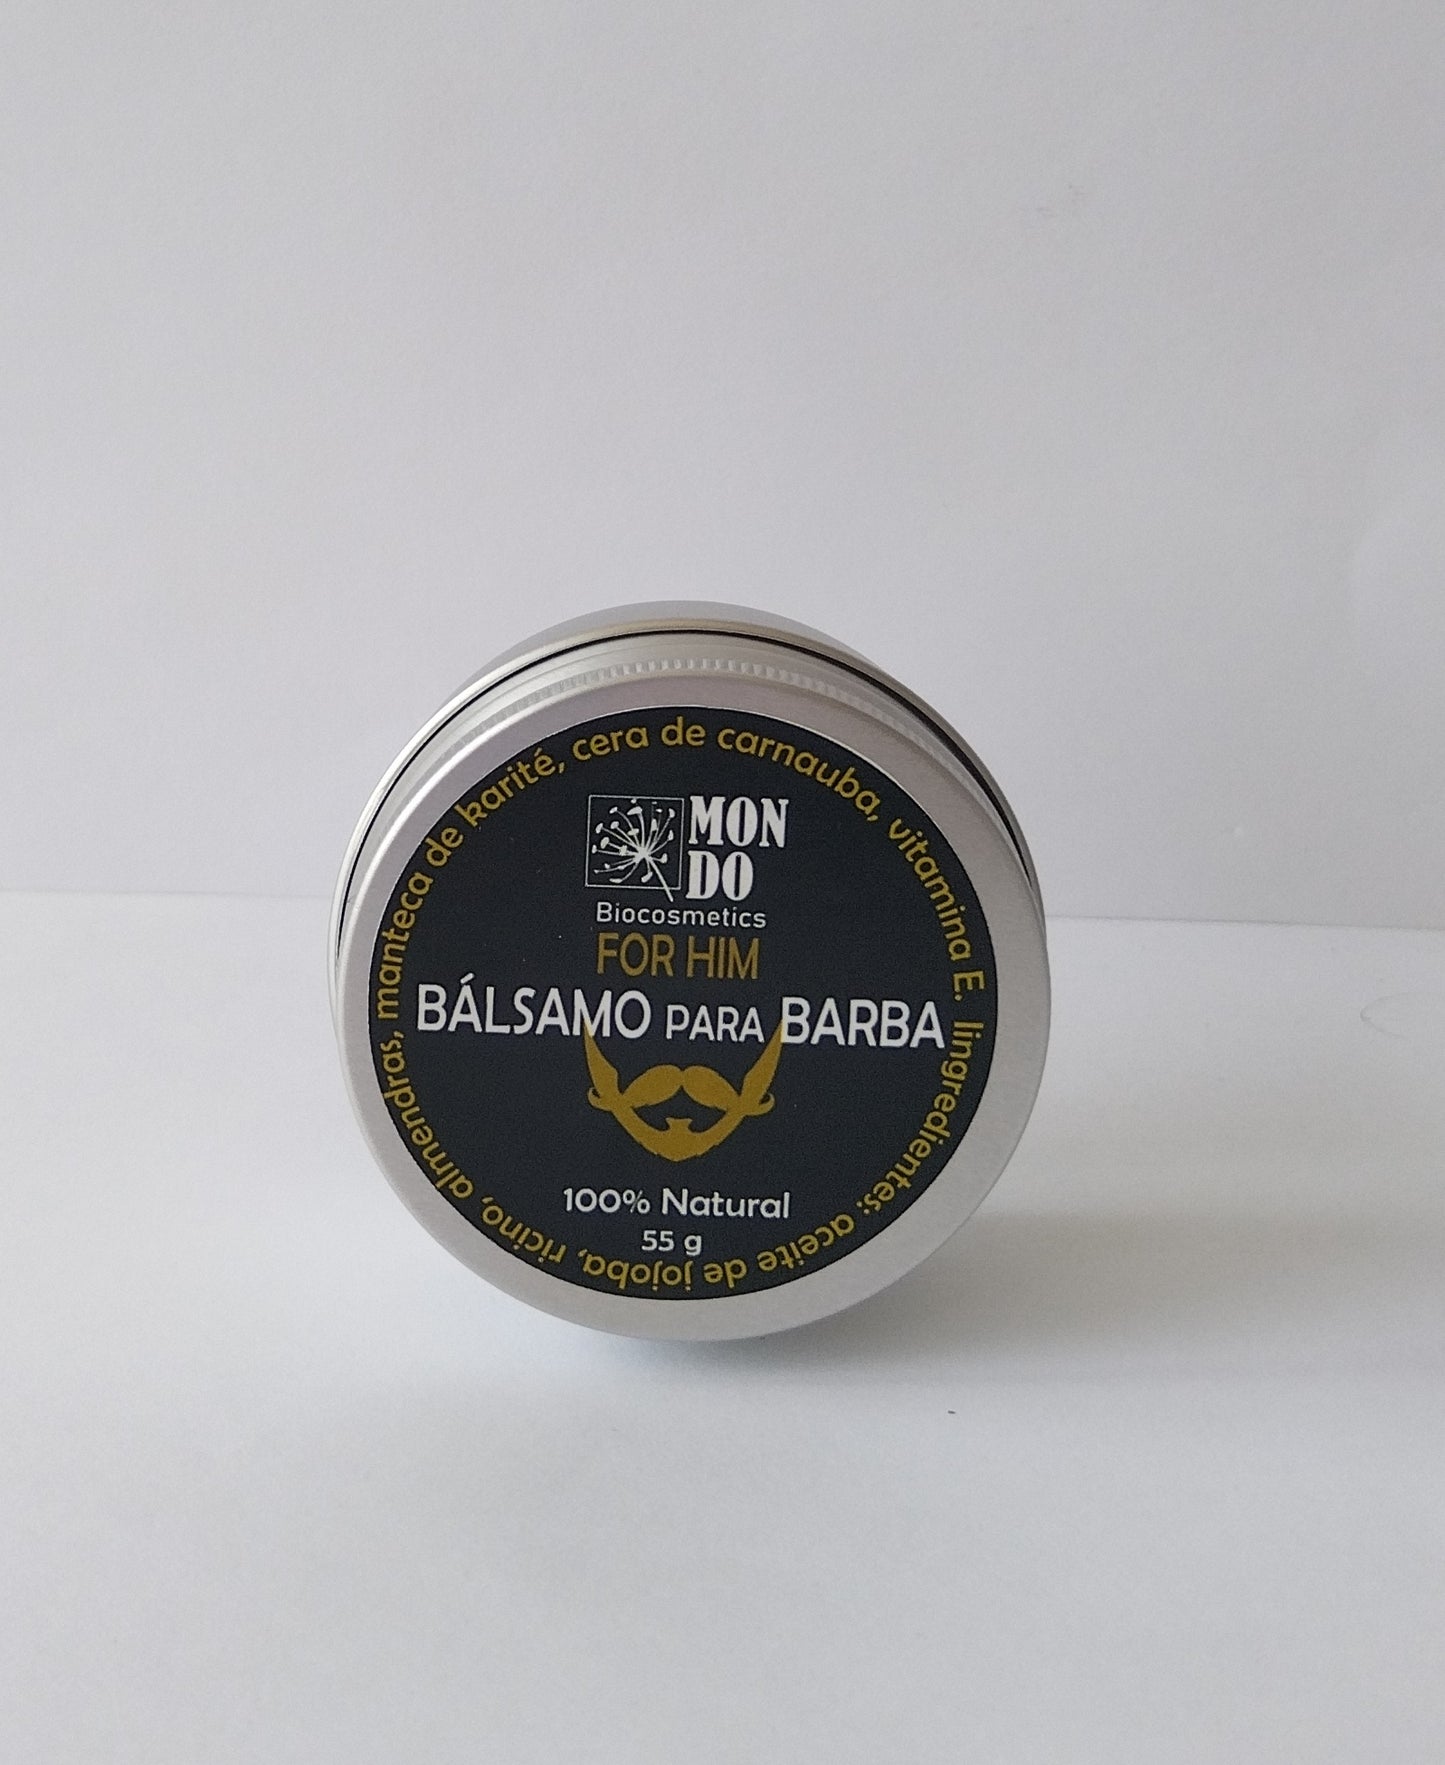 MON
DO
Biocosmetics
FOR HIM
BÁLSAMO PARA BARBA
100% Natural
55 g
lingredientes: aceite de jojoba, ricino, almendras, manteca de karité, cera de carnauba, vitamina E.